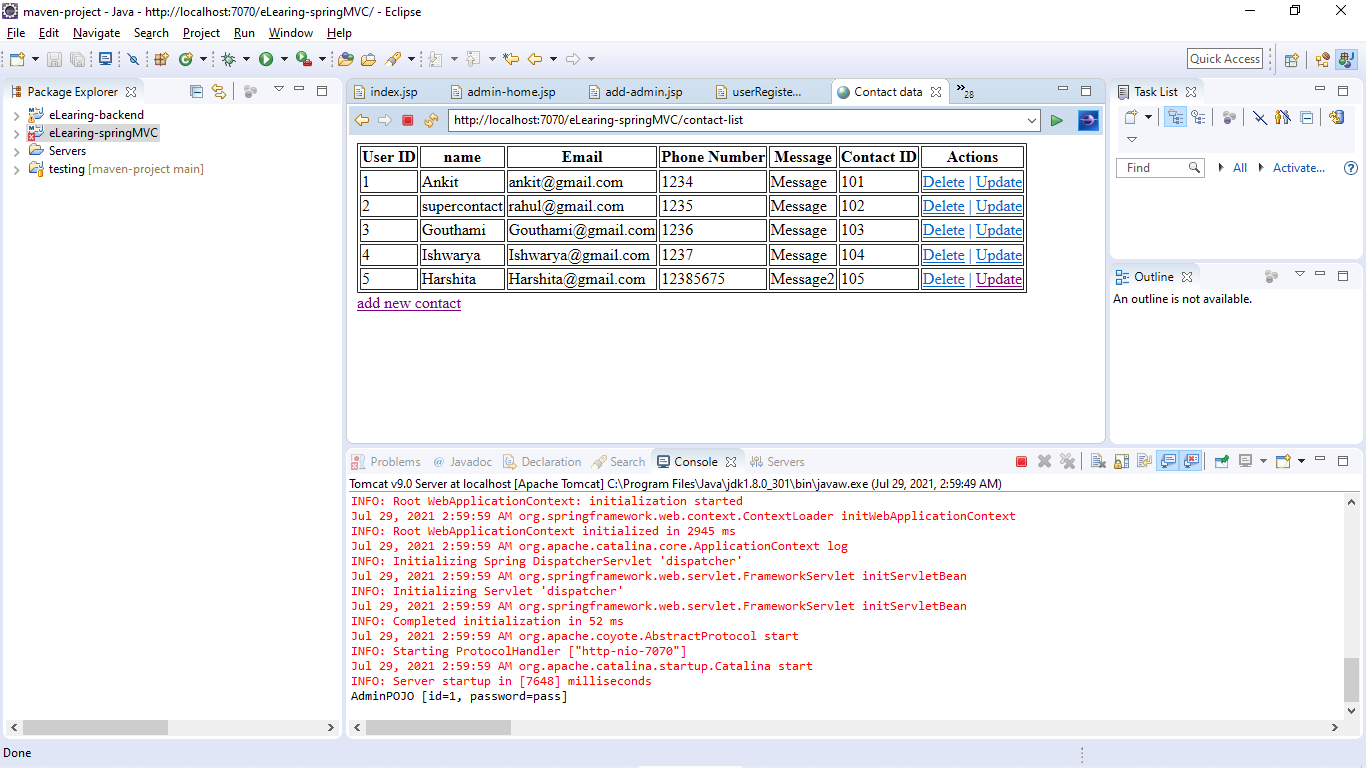 maven-project - Java - http://localhost:7070/eLearing-springMVC/ - Eclipse
File Edit Navigate Search Project Run Window Help
Quick Access
Package Explorer
eLearing-backend
eLearing-springMVC
Servers
testing [maven-project main]
index.jsp admin-home.jsp add-admin.jsp userRegiste... Contact data »28
http://localhost:7070/eLearing-springMVC/contact-list
User ID name Email Phone Number Message Contact ID Actions
1 Ankit ankit@gmail.com 1234 Message 101 Delete | Update
2 supercontact rahul@gmail.com 1235 Message 102 Delete | Update
3 Gouthami Gouthami@gmail.com 1236 Message 103 Delete | Update
4 Ishwarya Ishwarya@gmail.com 1237 Message 104 Delete | Update
5 Harshita Harshita@gmail.com 12385675 Message2 105 Delete | Update
add new contact
Task List
Find All Activate...
Outline
An outline is not available.
Problems Javadoc Declaration Search Console Servers
Tomcat v9.0 Server at localhost [Apache Tomcat] C:\Program Files\Java\jdk1.8.0_301\bin\javaw.exe (Jul 29, 2021, 2:59:49 AM)
INFO: Root WebApplicationContext: initialization started
Jul 29, 2021 2:59:59 AM org.springframework.web.context.ContextLoader initWebApplicationContext
INFO: Root WebApplicationContext initialized in 2945 ms
Jul 29, 2021 2:59:59 AM org.apache.catalina.core.ApplicationContext log
INFO: Initializing Spring DispatcherServlet 'dispatcher'
Jul 29, 2021 2:59:59 AM org.springframework.web.servlet.FrameworkServlet initServletBean
INFO: Initializing Servlet 'dispatcher'
Jul 29, 2021 2:59:59 AM org.springframework.web.servlet.FrameworkServlet initServletBean
INFO: Completed initialization in 52 ms
Jul 29, 2021 2:59:59 AM org.apache.coyote.AbstractProtocol start
INFO: Starting ProtocolHandler ["http-nio-7070"]
Jul 29, 2021 2:59:59 AM org.apache.catalina.startup.Catalina start
INFO: Server startup in [7648] milliseconds
AdminPOJO [id=1, password=pass]
Done